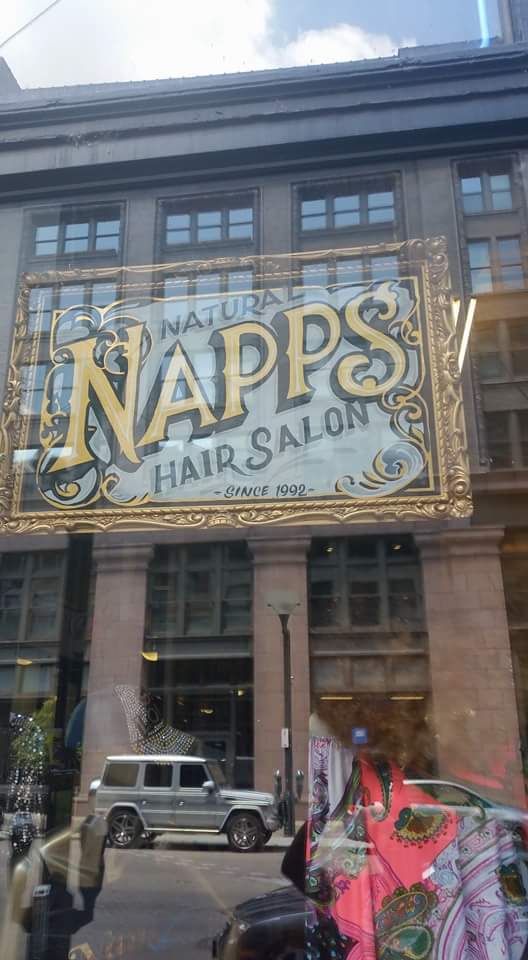 NATURAL
NAPPS
HAIR SALON
-SINCE 1992-